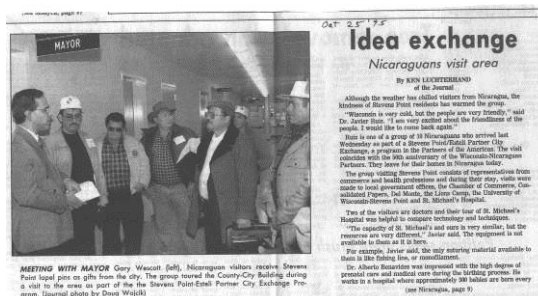 MAYOR
Oct 25 '95
Idea exchange
Nicaraguans visit area
By KEN LUCHTERHAND
of the Journal
Although the weather has chilled visitors from Nicaragua, the
kindness of Stevens Point residents has warmed the group.
"Wisconsin is very cold, but the people are very friendly," said
Dr. Javier Ruiz. "I am very excited about the friendliness of the
people. I would like to come back again."
Ruiz is one of a group of 10 Nicaraguans who arrived last
Wednesday as part of a Stevens Point/Esteli Partner City
Exchange, a program in the Partners of the Americas. The visit
coincides with the 30th anniversary of the Wisconsin-Nicaragua
Partners. They leave for their homes in Nicaragua today.
The group visiting Stevens Point consists of representatives from
commerce and health professions and during their stay, visits were
made to local government offices, the Chamber of Commerce, Con-
solidated Papers, Del Monte, the Lions Camp, the University of
Wisconsin-Stevens Point and St. Michael's Hospital.
Two of the visitors are doctors and their tour of St. Michael's
Hospital was helpful to compare technology and techniques.
"The capacity of St. Michael's and ours is very similar, but the
resources are very different," Javier said. The equipment is not
available to them as it is here.
For example, Javier said, the only suturing material available to
them is like fishing line, or monofilament.
Dr. Alberto Benavides was impressed with the high degree of
prenatal care and medical care during the birthing process. He
works in a hospital where approximately 300 babies are born every
(see Nicaragua, page 9)
MEETING WITH MAYOR Gary Wescott (left), Nicaraguan visitors receive Stevens
Point lapel pins as gifts from the city. The group toured the County-City Building during
a visit to the area as part of the the Stevens Point-Esteli Partner City Exchange Pro-
gram. (Journal photo by Doug Wojcik)